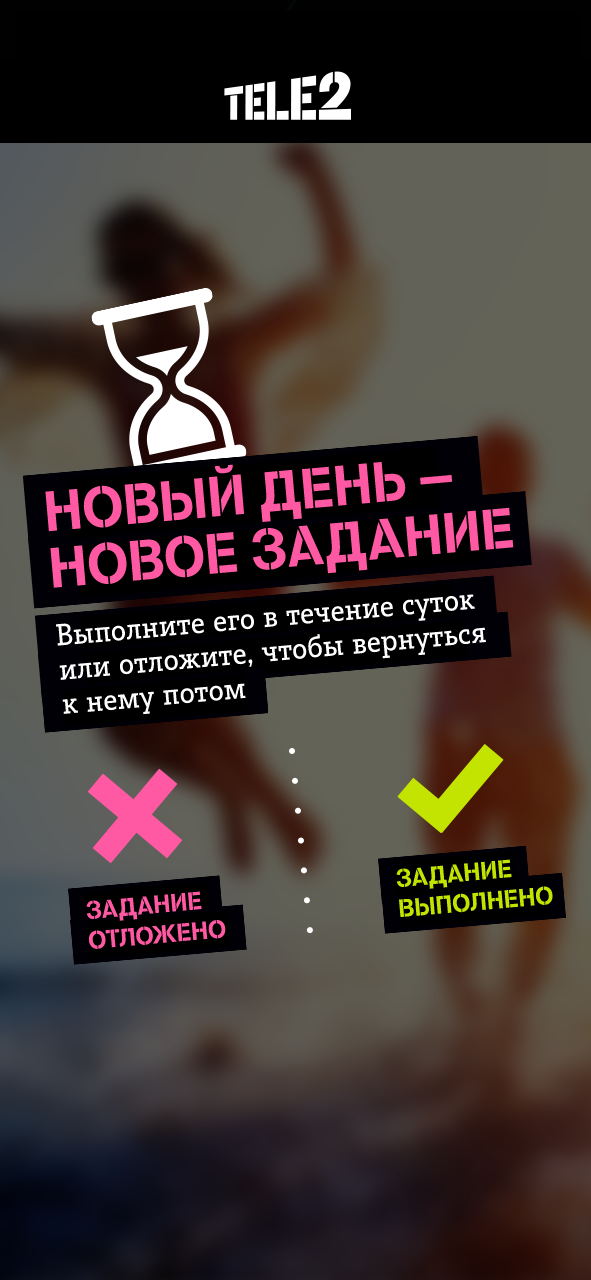 TELE2
НОВЫЙ ДЕНЬ –
НОВОЕ ЗАДАНИЕ
Выполните его в течение суток
или отложите, чтобы вернуться
к нему потом
ЗАДАНИЕ
ОТЛОЖЕНО
ЗАДАНИЕ
ВЫПОЛНЕНО